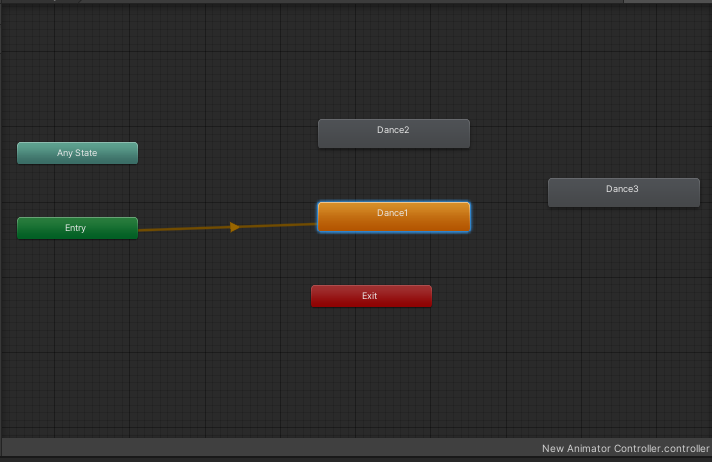 Dance2
Any State
Dance3
Dance1
Entry
Exit
New Animator Controller.controller